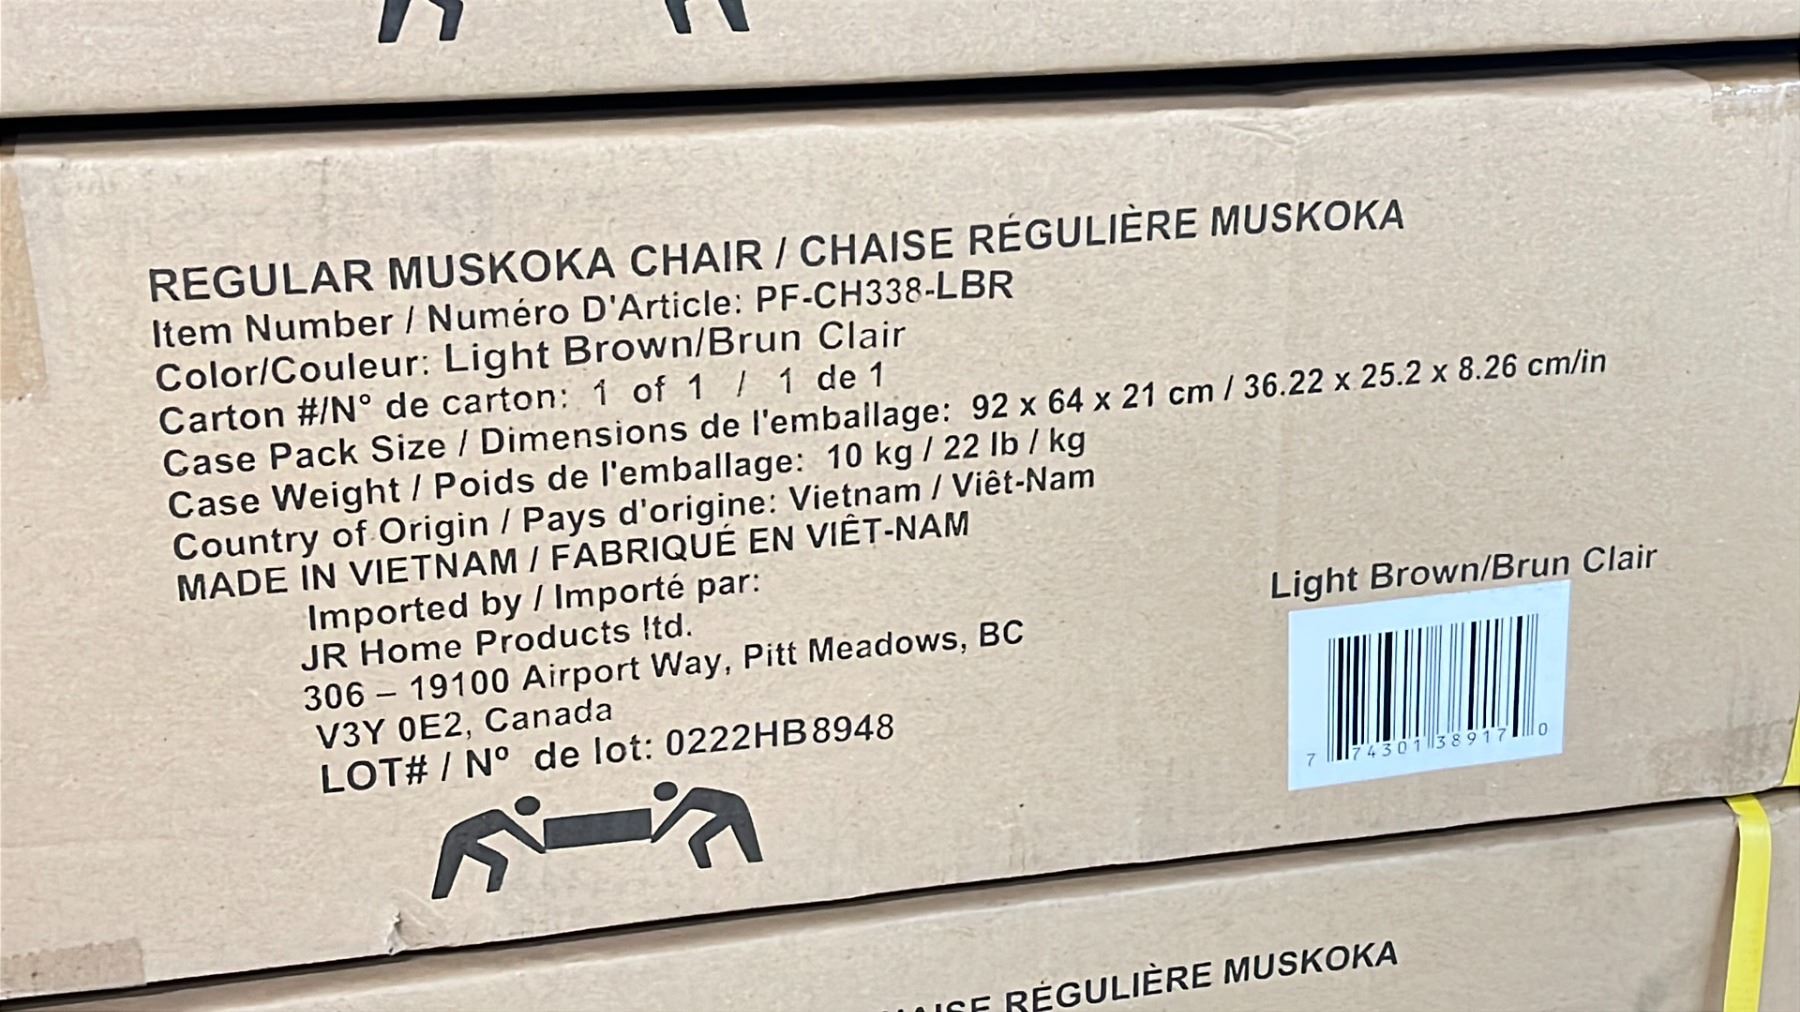 REGULAR MUSKOKA CHAIR / CHAISE RÉGULIÈRE MUSKOKA
Item Number / Numéro D'Article: PF-CH338-LBR
Color/Couleur: Light Brown/Brun Clair
Carton #/N° de carton: 1 of 1 / 1 de 1
Case Pack Size / Dimensions de l'emballage: 92 x 64 x 21 cm / 36.22 x 25.2 x 8.26 cm/in
Case Weight / Poids de l'emballage: 10 kg / 22 lb / kg
Country of Origin / Pays d'origine: Vietnam / Viêt-Nam
MADE IN VIETNAM / FABRIQUÉ EN VIÊT-NAM
Imported by / Importé par:
JR Home Products ltd.
306 – 19100 Airport Way, Pitt Meadows, BC
V3Y 0E2, Canada
LOT# / Nº de lot: 0222HB8948
Light Brown/Brun Clair
7 74301 38917 0
RÉGULIÈRE MUSKOKA